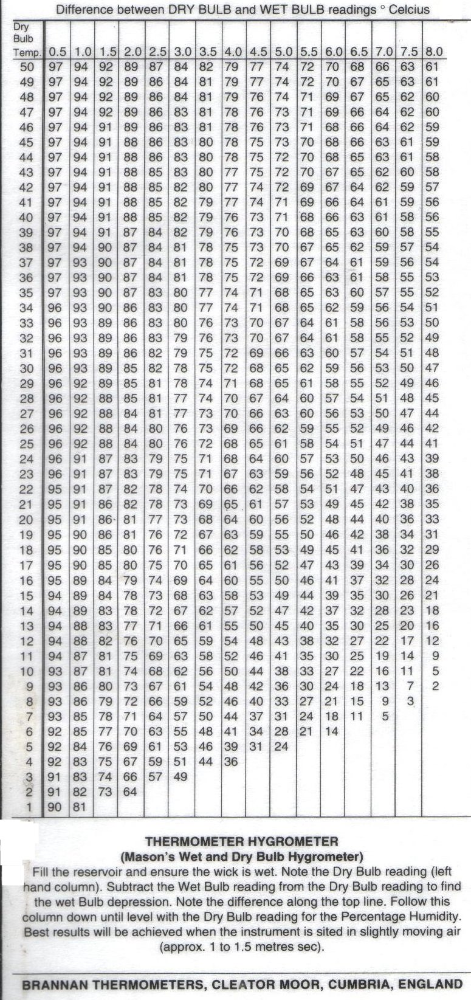 Difference between DRY BULB and WET BULB readings ° Celcius
Dry
Bulb
Temp. 0.5 1.0 1.5 2.0 2.5 3.0 3.5 4.0 4.5 5.0 5.5 6.0 6.5 7.0 7.5 8.0
50 97 94 92 89 87 84 82 79 77 74 72 70 68 66 63 61
49 97 94 92 89 86 84 81 79 77 74 72 70 67 65 63 61
48 97 94 92 89 86 84 81 79 76 74 71 69 67 65 62 60
47 97 94 92 89 86 83 81 78 76 73 71 69 66 64 62 60
46 97 94 91 89 86 83 81 78 76 73 71 68 66 64 62 59
45 97 94 91 88 86 83 80 78 75 73 70 68 66 63 61 59
44 97 94 91 88 86 83 80 78 75 72 70 68 65 63 61 58
43 97 94 91 88 85 83 80 77 75 72 70 67 65 62 60 58
42 97 94 91 88 85 82 80 77 74 72 69 67 64 62 59 57
41 97 94 91 88 85 82 79 77 74 71 69 66 64 61 59 56
40 97 94 91 88 85 82 79 76 73 71 68 66 63 61 58 56
39 97 94 91 87 84 82 79 76 73 70 68 65 63 60 58 55
38 97 94 90 87 84 81 78 75 73 70 67 65 62 59 57 54
37 97 93 90 87 84 81 78 75 72 69 67 64 61 59 56 54
36 97 93 90 87 84 81 78 75 72 69 66 63 61 58 55 53
35 97 93 90 87 83 80 77 74 71 68 65 63 60 57 55 52
34 96 93 90 86 83 80 77 74 71 68 65 62 59 56 54 51
33 96 93 89 86 83 80 76 73 70 67 64 61 58 56 53 50
32 96 93 89 86 83 79 76 73 70 67 64 61 58 55 52 49
31 96 93 89 86 82 79 75 72 69 66 63 60 57 54 51 48
30 96 93 89 85 82 78 75 72 68 65 62 59 56 53 50 47
29 96 92 89 85 81 78 74 71 68 65 61 58 55 52 49 46
28 96 92 88 85 81 77 74 70 67 64 60 57 54 51 48 45
27 96 92 88 84 81 77 73 70 66 63 60 56 53 50 47 44
26 96 92 88 84 80 76 73 69 66 62 59 55 52 49 46 42
25 96 92 88 84 80 76 72 68 65 61 58 54 51 47 44 41
24 96 91 87 83 79 75 71 68 64 60 57 53 50 46 43 39
23 96 91 87 83 79 75 71 67 63 59 56 52 48 45 41 38
22 95 91 87 82 78 74 70 66 62 58 54 51 47 43 40 36
21 95 91 86 82 78 73 69 65 61 57 53 49 45 42 38 35
20 95 91 86 81 77 73 68 64 60 56 52 48 44 40 36 33
19 95 90 86 81 76 72 67 63 59 55 50 46 42 38 34 31
18 95 90 85 80 76 71 66 62 58 53 49 45 41 36 32 29
17 95 90 85 80 75 70 65 61 56 52 47 43 39 34 30 26
16 95 89 84 79 74 69 64 60 55 50 46 41 37 32 28 24
15 94 89 84 78 73 68 63 58 53 49 44 39 35 30 26 21
14 94 89 83 78 72 67 62 57 52 47 42 37 32 28 23 18
13 94 88 83 77 71 66 61 55 50 45 40 35 30 25 20 16
12 94 88 82 76 70 65 59 54 48 43 38 32 27 22 17 12
11 94 87 81 75 69 63 58 52 46 41 35 30 25 19 14 9
10 93 87 81 74 68 62 56 50 44 38 33 27 22 16 11 5
9 93 86 80 73 67 61 54 48 42 36 30 24 18 13 7 2
8 93 86 79 72 66 59 52 46 40 33 27 21 15 9 3
7 93 85 78 71 64 57 50 44 37 31 24 18 11 5
6 92 85 77 70 63 55 48 41 34 28 21 14
5 92 84 76 69 61 53 46 39 31 24
4 92 83 75 67 59 51 44 36
3 91 83 74 66 57 49
2 91 82 73 64
1 90 81
THERMOMETER HYGROMETER
(Mason's Wet and Dry Bulb Hygrometer)
Fill the reservoir and ensure the wick is wet. Note the Dry Bulb reading (left
hand column). Subtract the Wet Bulb reading from the Dry Bulb reading to find
the wet Bulb depression. Note the difference along the top line. Follow this
column down until level with the Dry Bulb reading for the Percentage Humidity.
Best results will be achieved when the instrument is sited in slightly moving air
(approx. 1 to 1.5 metres sec).
BRANNAN THERMOMETERS, CLEATOR MOOR, CUMBRIA, ENGLAND